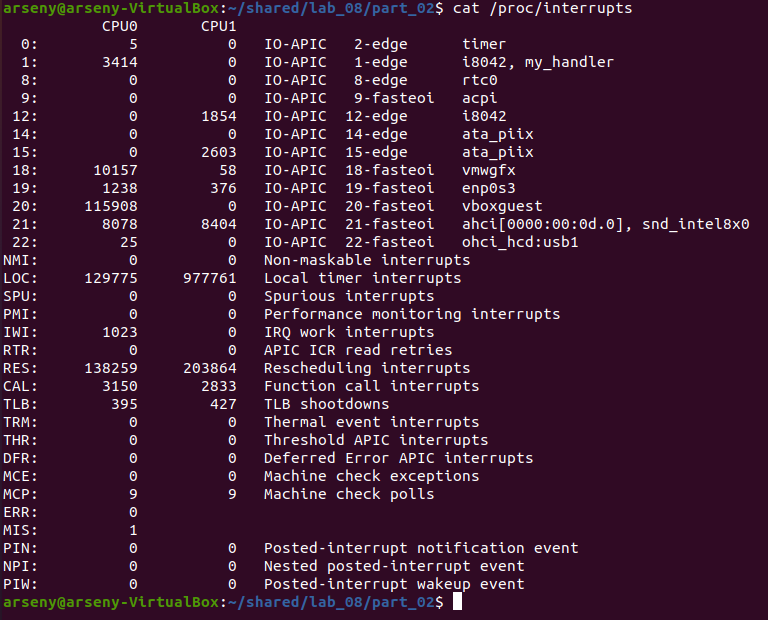 arseny@arseny-VirtualBox:~/shared/lab_08/part_02$ cat /proc/interrupts
           CPU0       CPU1
  0:          5          0   IO-APIC   2-edge      timer
  1:       3414          0   IO-APIC   1-edge      i8042, my_handler
  8:          0          0   IO-APIC   8-edge      rtc0
  9:          0          0   IO-APIC   9-fasteoi   acpi
 12:          0       1854   IO-APIC  12-edge      i8042
 14:          0          0   IO-APIC  14-edge      ata_piix
 15:          0       2603   IO-APIC  15-edge      ata_piix
 18:      10157         58   IO-APIC  18-fasteoi   vmwgfx
 19:       1238        376   IO-APIC  19-fasteoi   enp0s3
 20:     115908          0   IO-APIC  20-fasteoi   vboxguest
 21:       8078       8404   IO-APIC  21-fasteoi   ahci[0000:00:0d.0], snd_intel8x0
 22:         25          0   IO-APIC  22-fasteoi   ohci_hcd:usb1
NMI:          0          0   Non-maskable interrupts
LOC:     129775     977761   Local timer interrupts
SPU:          0          0   Spurious interrupts
PMI:          0          0   Performance monitoring interrupts
IWI:       1023          0   IRQ work interrupts
RTR:          0          0   APIC ICR read retries
RES:     138259     203864   Rescheduling interrupts
CAL:       3150       2833   Function call interrupts
TLB:        395        427   TLB shootdowns
TRM:          0          0   Thermal event interrupts
THR:          0          0   Threshold APIC interrupts
DFR:          0          0   Deferred Error APIC interrupts
MCE:          0          0   Machine check exceptions
MCP:          9          9   Machine check polls
ERR:          0
MIS:          1
PIN:          0          0   Posted-interrupt notification event
NPI:          0          0   Nested posted-interrupt event
PIW:          0          0   Posted-interrupt wakeup event
arseny@arseny-VirtualBox:~/shared/lab_08/part_02$